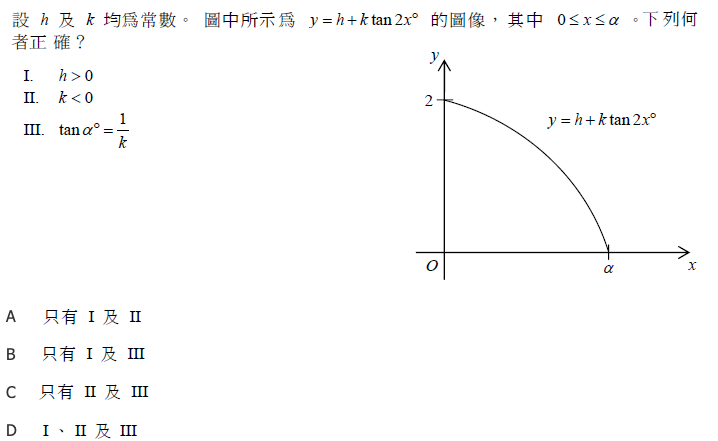 設 h 及 k 均爲常數。 圖中所示爲 y = h + k tan 2x° 的圖像，其中 0 ≤ x ≤ α 。下列何
者正確？
I. h > 0
II. k < 0
III. tan α° = 1/k
y
2
y = h + k tan 2x°
O
α
x
A 只有 I 及 II
B 只有 I 及 III
C 只有 II 及 III
D I、II 及 III